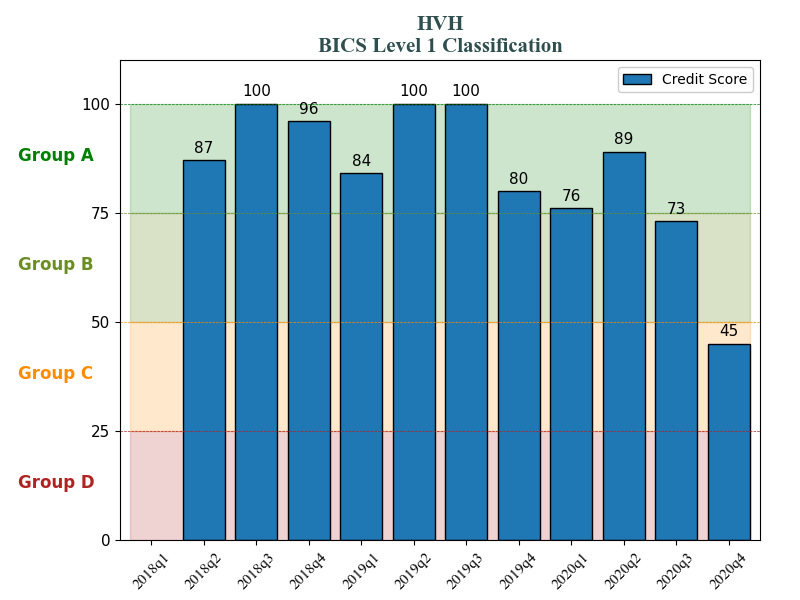 HVH
BICS Level 1 Classification
Credit Score
100
75
50
25
0
Group A
Group B
Group C
Group D
87
100
96
84
100
100
80
76
89
73
45
2018q1
2018q2
2018q3
2018q4
2019q1
2019q2
2019q3
2019q4
2020q1
2020q2
2020q3
2020q4